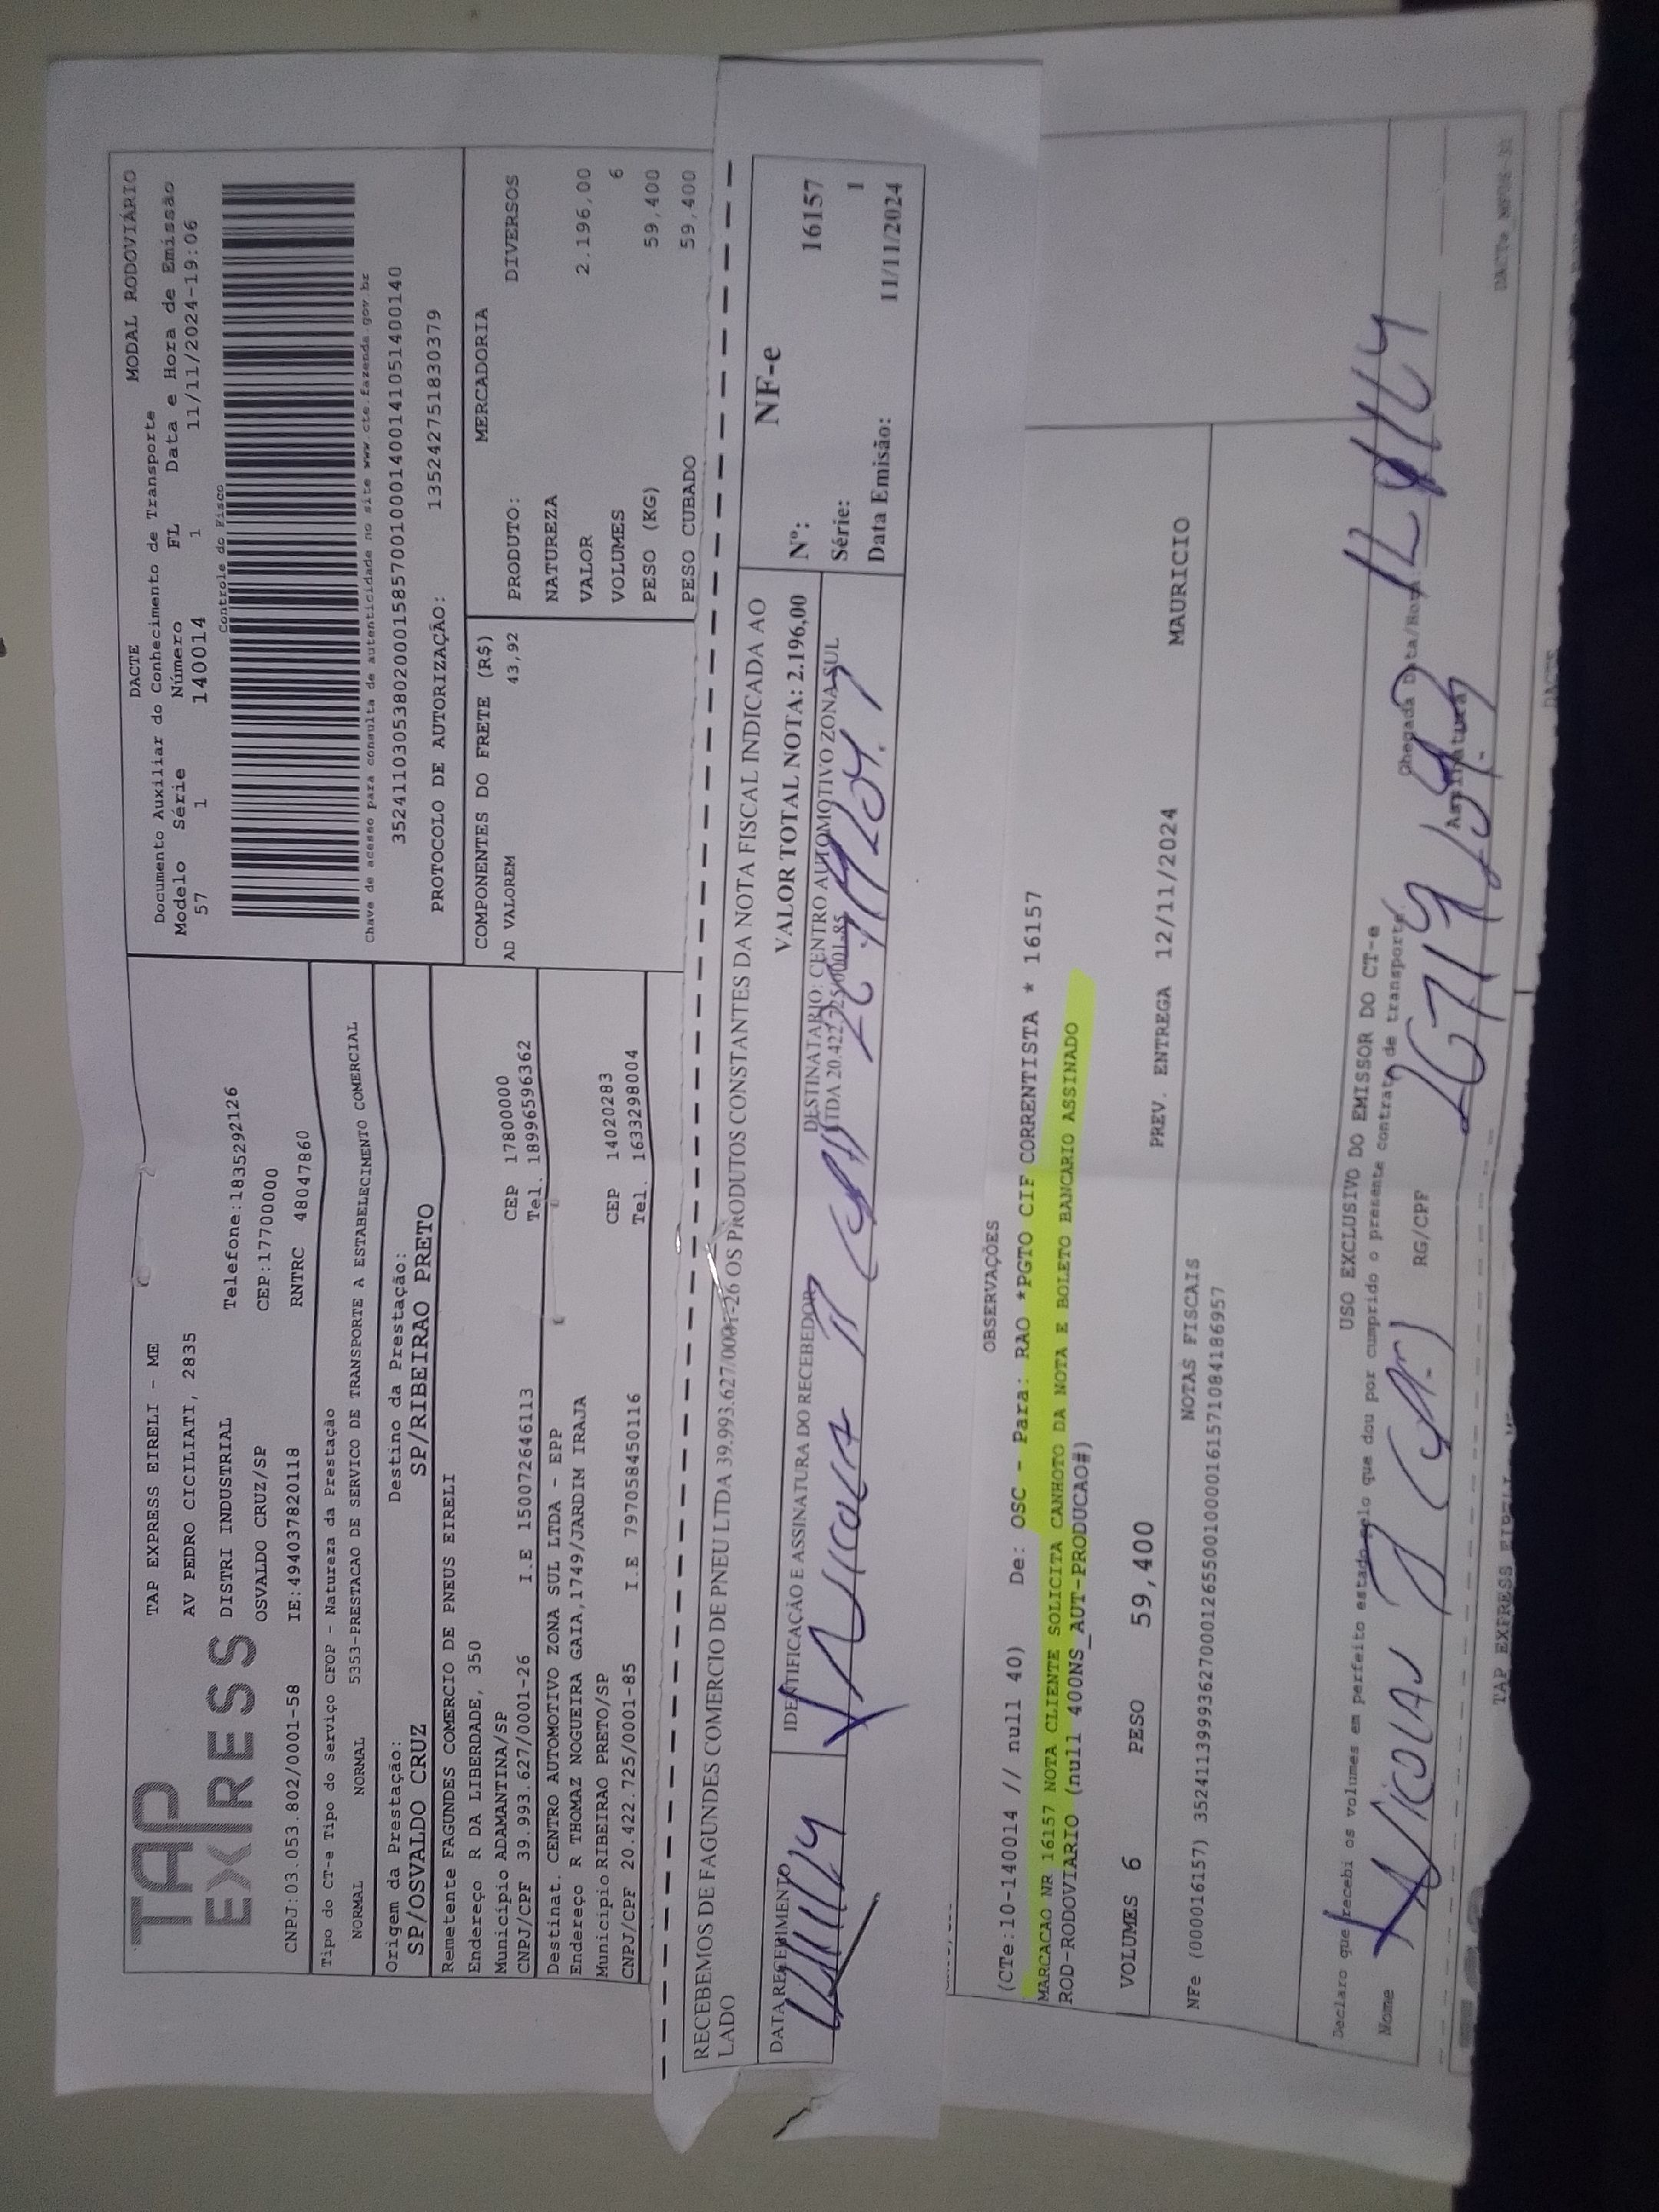 TAP
EXPRESS
TAP EXPRESS EIRELI - ME
AV PEDRO CICILIATI, 2835
DISTRI INDUSTRIAL Telefone:1835292126
OSVALDO CRUZ/SP CEP:17700000
CNPJ:03.053.802/0001-58 IE:494037820118 RNTRC 48047860
DACTE MODAL RODOVIÁRIO
Documento Auxiliar do Conhecimento de Transporte
Modelo Série Número FL Data e Hora de Emissão
57 1 140014 1 11/11/2024-19:06
Controle do Fisco
Chave de acesso para consulta de autenticidade no site www.cte.fazenda.gov.br
35241103053802000158570010001400141051400140
PROTOCOLO DE AUTORIZAÇÃO: 135242751830379
Tipo do CT-e Tipo do Serviço CFOP - Natureza da Prestação
NORMAL NORMAL 5353-PRESTACAO DE SERVICO DE TRANSPORTE A ESTABELECIMENTO COMERCIAL
Origem da Prestação: Destino da Prestação:
SP/OSVALDO CRUZ SP/RIBEIRAO PRETO
Remetente FAGUNDES COMERCIO DE PNEUS EIRELI
Endereço R DA LIBERDADE, 350
Município ADAMANTINA/SP CEP 17800000
CNPJ/CPF 39.993.627/0001-26 I.E 150072646113 Tel. 18996596362
Destinat. CENTRO AUTOMOTIVO ZONA SUL LTDA - EPP
Endereço R THOMAZ NOGUEIRA GAIA,1749/JARDIM IRAJA
Município RIBEIRAO PRETO/SP CEP 14020283
CNPJ/CPF 20.422.725/0001-85 I.E 797058450116 Tel. 1633298004
COMPONENTES DO FRETE (R$)
AD VALOREM 43,92
MERCADORIA
PRODUTO: DIVERSOS
NATUREZA
VALOR 2.196,00
VOLUMES 6
PESO (KG) 59,400
PESO CUBADO 59,400
RECEBEMOS DE FAGUNDES COMERCIO DE PNEU LTDA 39.993.627/0001-26 OS PRODUTOS CONSTANTES DA NOTA FISCAL INDICADA AO
LADO
VALOR TOTAL NOTA: 2.196,00
DATA RECEBIMENTO
IDENTIFICAÇÃO E ASSINATURA DO RECEBEDOR
DESTINATARIO: CENTRO AUTOMOTIVO ZONA SUL
LTDA 20.422.725/0001-85
NF-e
Nº: 16157
Série: 1
Data Emissão: 11/11/2024
OBSERVAÇÕES
(CTe:10-140014 // null 40) De: OSC - Para: RAO *PGTO CIF CORRENTISTA * 16157
MARCACAO NR 16157 NOTA CLIENTE SOLICITA CANHOTO DA NOTA E BOLETO BANCARIO ASSINADO
ROD-RODOVIARIO (null 400NS_AUT-PRODUCAO#)
VOLUMES 6 PESO 59,400 PREV. ENTREGA 12/11/2024 MAURICIO
NOTAS FISCAIS
NFe (000016157) 35241139993627000126550010000161571084186957
USO EXCLUSIVO DO EMISSOR DO CT-e
Declaro que recebi os volumes em perfeito estado pelo que dou por cumprido o presente contrato de transporte.
Nome NICOLAS RG/CPF Chegada Data/Hora
Assinatura
DACTe
TAP EXPRESS EIRELI - ME
DACTE